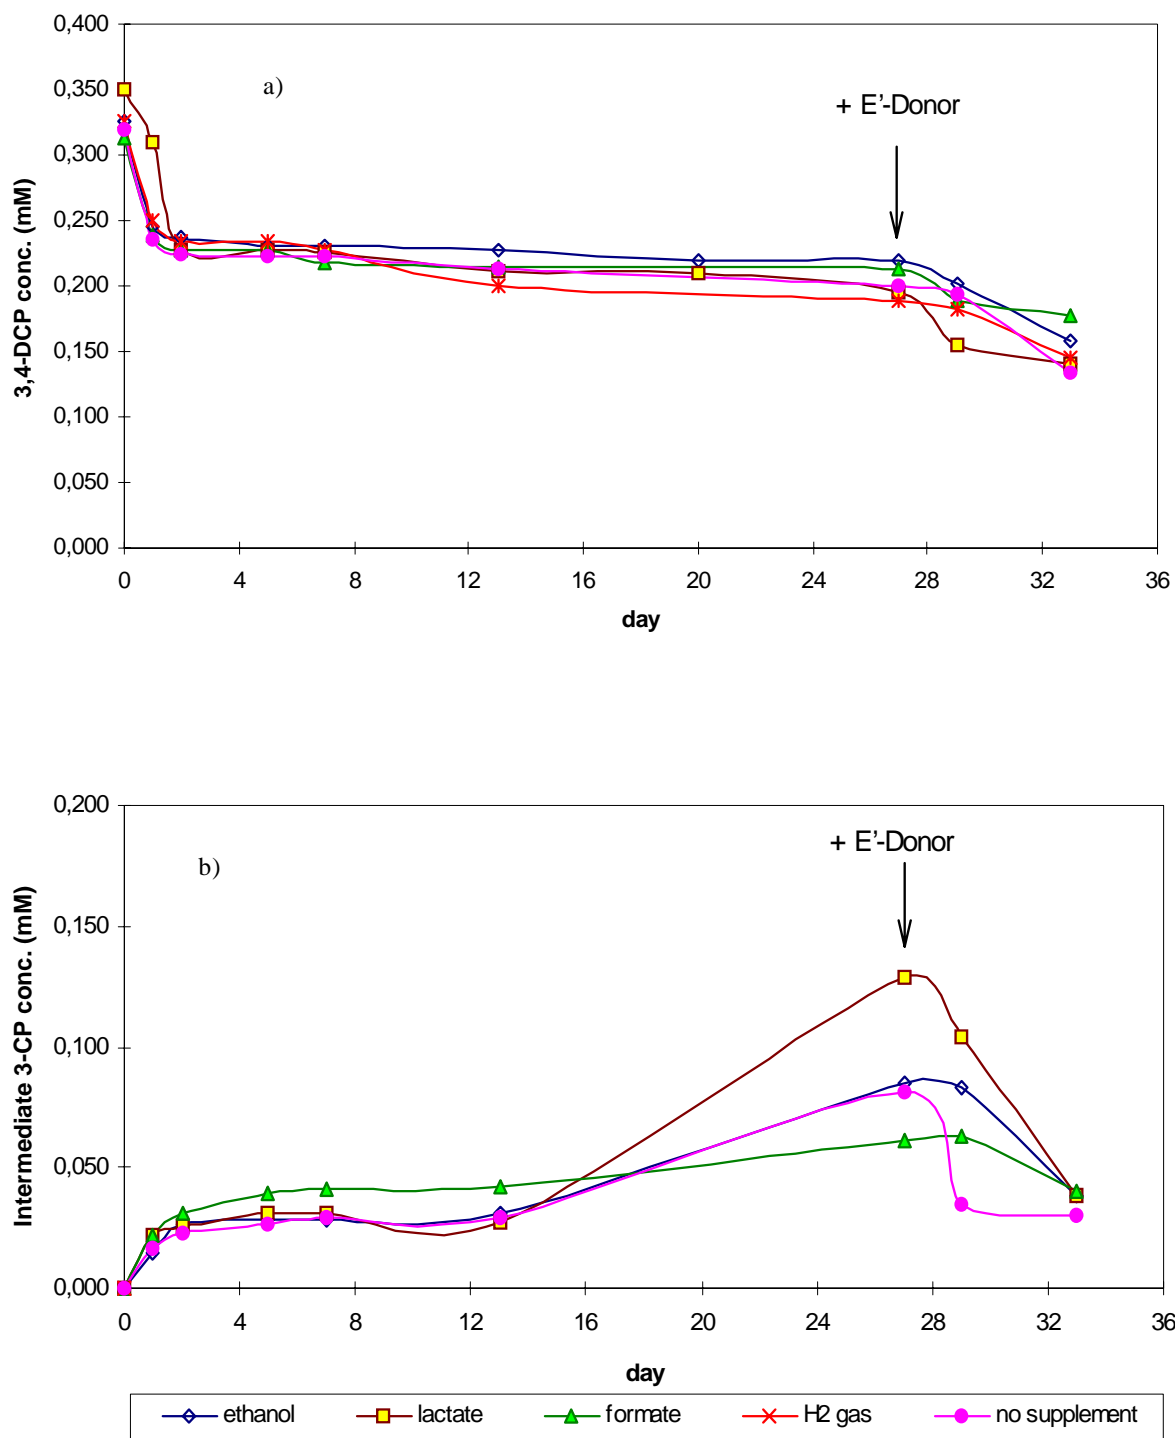 0,400
0,350
0,300
0,250
0,200
0,150
0,100
0,050
0,000
3,4-DCP conc. (mM)
a)
+ E'-Donor
0 4 8 12 16 20 24 28 32 36
day
0,200
0,150
0,100
0,050
0,000
Intermediate 3-CP conc. (mM)
b)
+ E'-Donor
0 4 8 12 16 20 24 28 32 36
day
ethanol lactate formate H2 gas no supplement